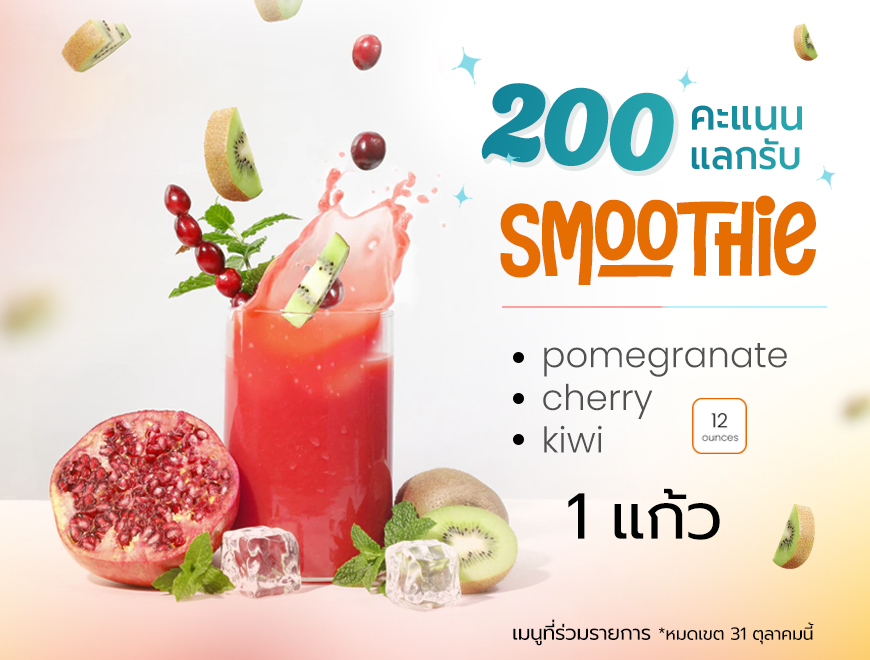 200 คะแนน
แลกรับ
SMOOTHiE
• pomegranate
• cherry
• kiwi
12
ounces
1 แก้ว
เมนูที่ร่วมรายการ *หมดเขต 31 ตุลาคมนี้